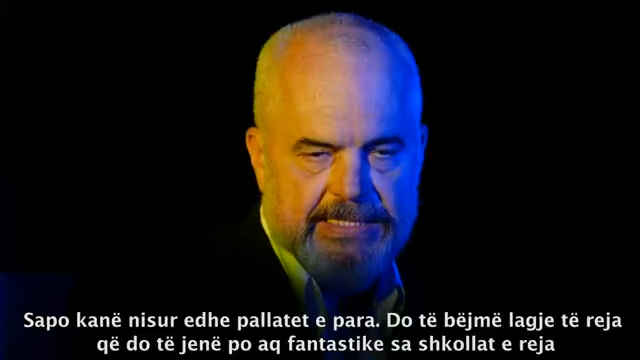 Sapo kanë nisur edhe pallatet e para. Do të bëjmë lagje të reja
që do të jenë po aq fantastike sa shkollat e reja